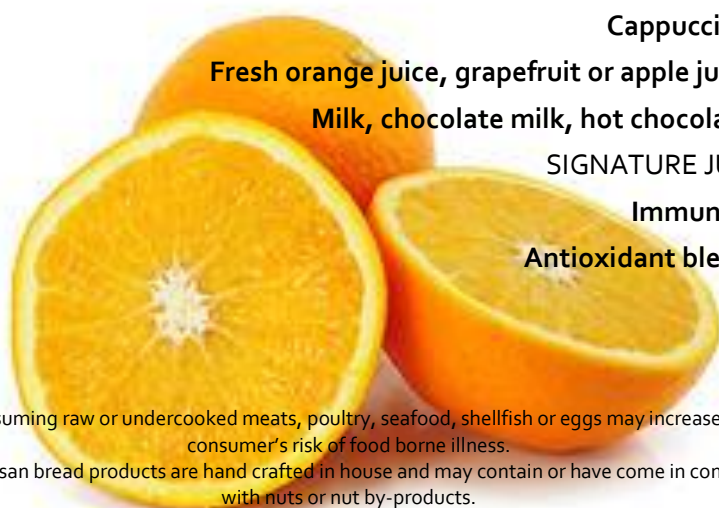 Cappucci
Fresh orange juice, grapefruit or apple ju
Milk, chocolate milk, hot chocola
SIGNATURE JU
Immun
Antioxidant ble
suming raw or undercooked meats, poultry, seafood, shellfish or eggs may increase
consumer's risk of food borne illness.
san bread products are hand crafted in house and may contain or have come in con
with nuts or nut by-products.